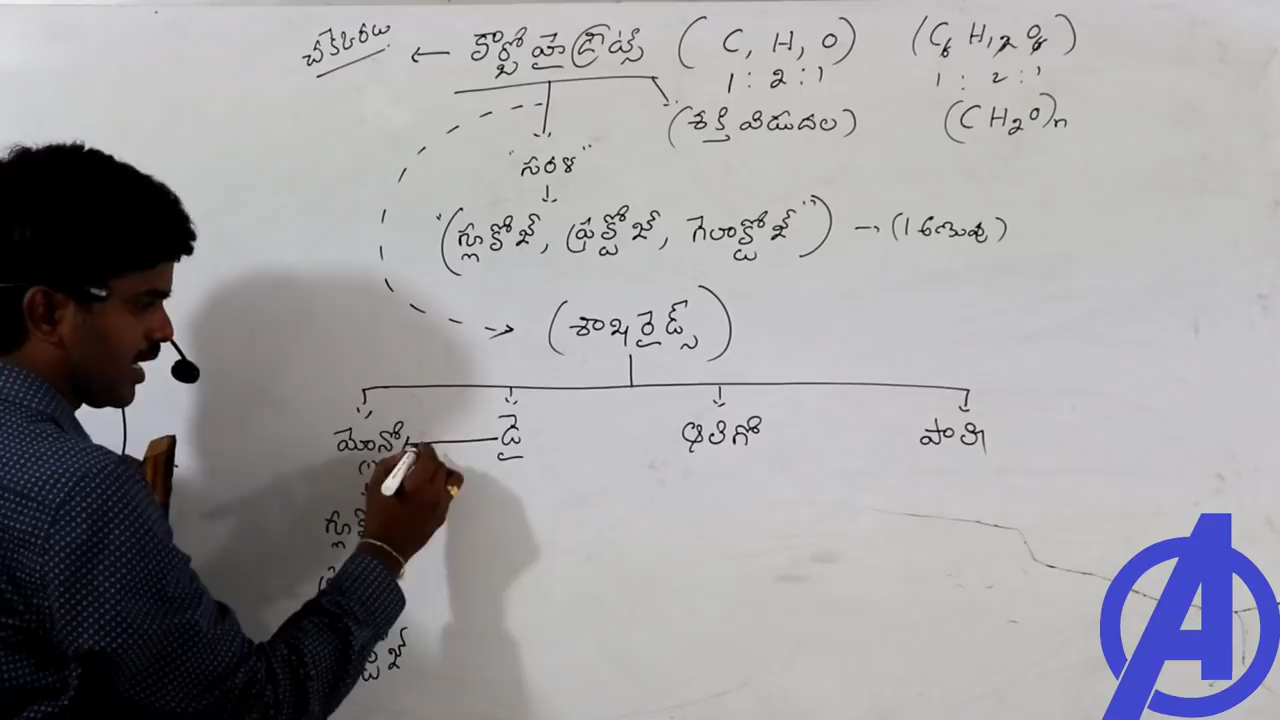 చక్కెరలు ← కార్బోహైడ్రేట్స్ (C, H, O) (C6 H12 O6)
1 : 2 : 1 1 : 2 : 1
(శక్తి విడుదల) (CH2O)n
"సరళ"
"(గ్లూకోజ్, ఫ్రక్టోజ్, గెలాక్టోజ్") → (1 అణువు)
(శాఖరైడ్స్)
మోనో డై ఆలిగో పాలి